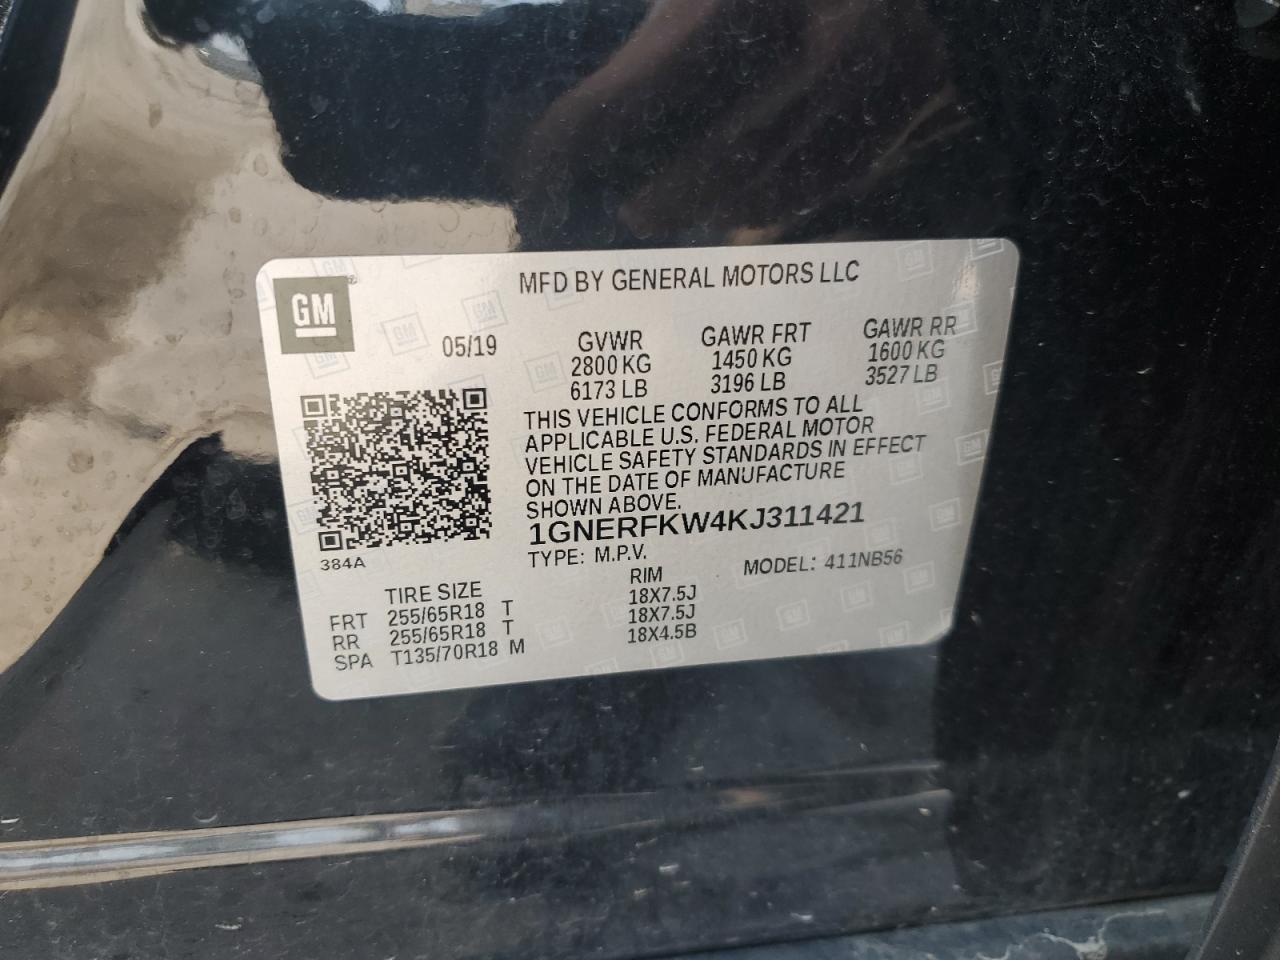 GM
MFD BY GENERAL MOTORS LLC
05/19
GVWR GAWR FRT GAWR RR
2800 KG 1450 KG 1600 KG
6173 LB 3196 LB 3527 LB
THIS VEHICLE CONFORMS TO ALL
APPLICABLE U.S. FEDERAL MOTOR
VEHICLE SAFETY STANDARDS IN EFFECT
ON THE DATE OF MANUFACTURE
SHOWN ABOVE.
1GNERFKW4KJ311421
TYPE: M.P.V. MODEL: 411NB56
384A
TIRE SIZE RIM
FRT 255/65R18 T 18X7.5J
RR 255/65R18 T 18X7.5J
SPA T135/70R18 M 18X4.5B